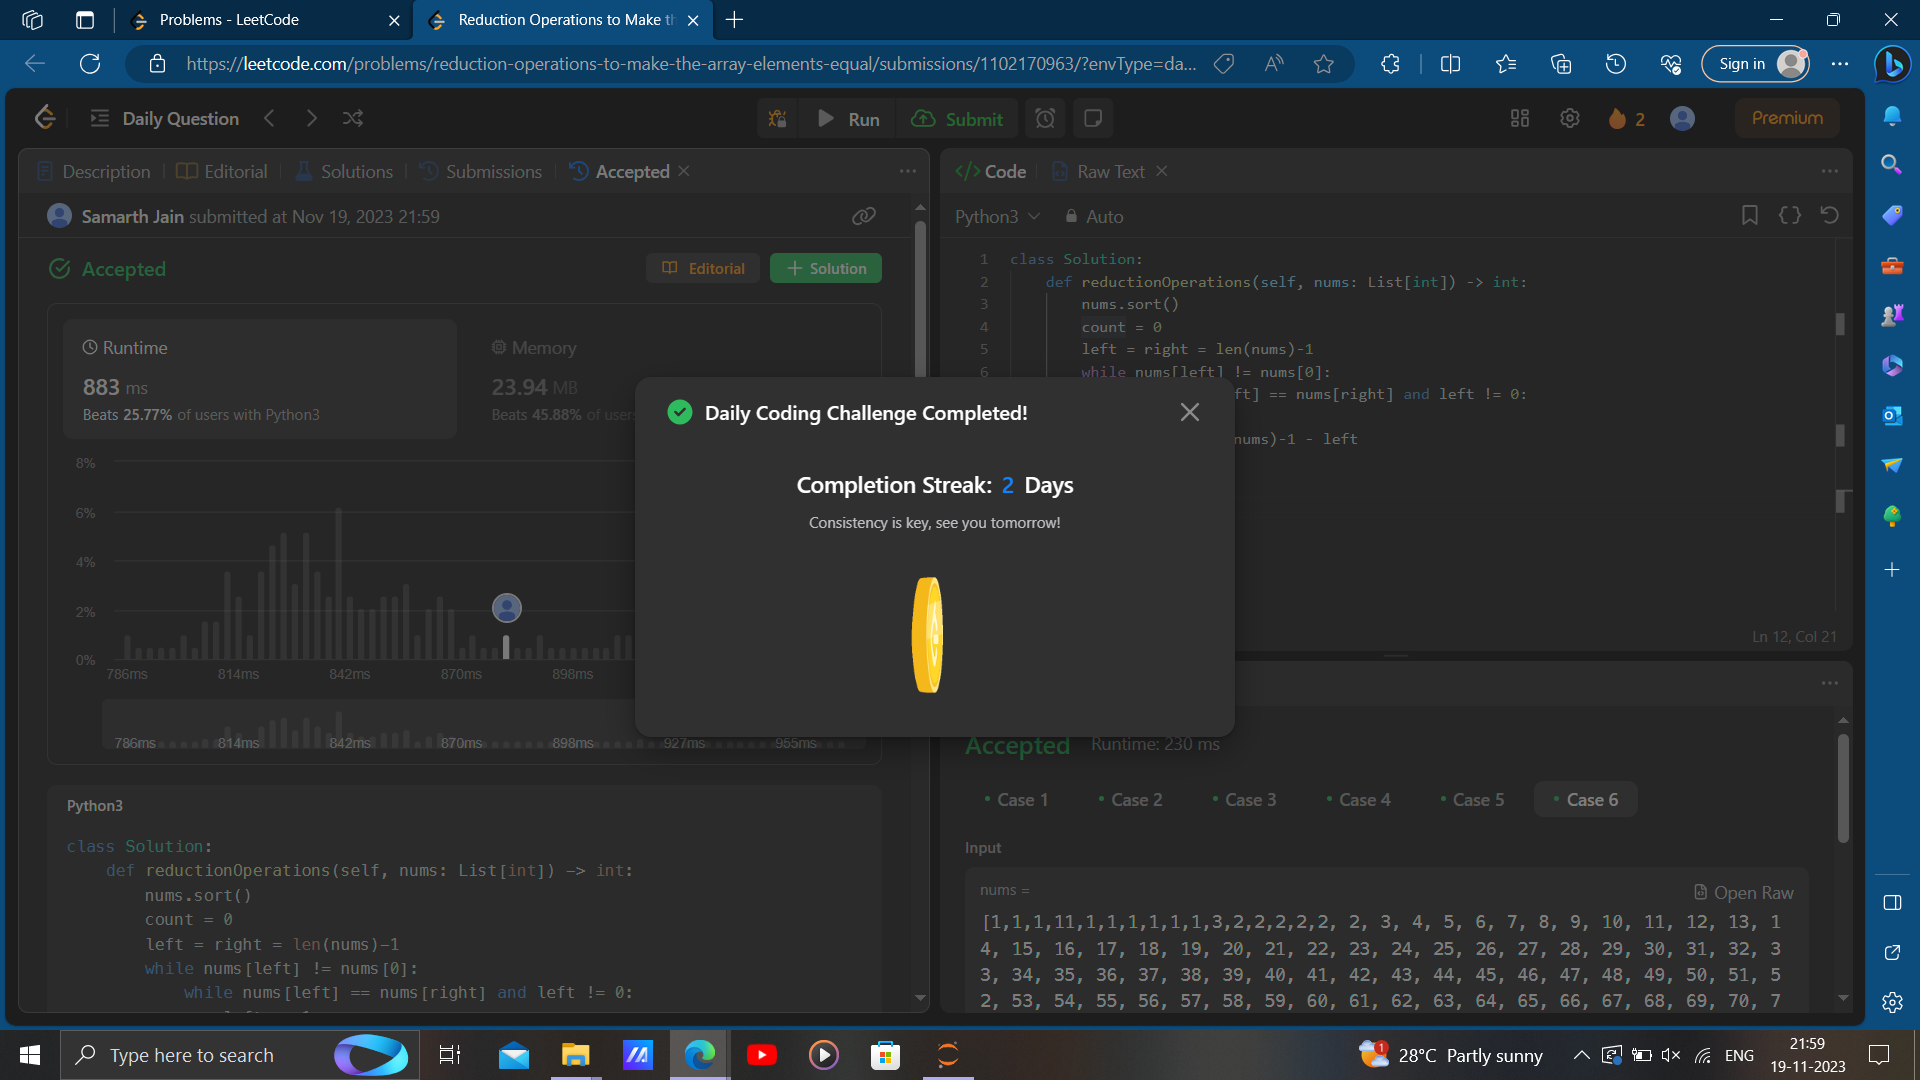 Problems - LeetCode
Reduction Operations to Make th
https://leetcode.com/problems/reduction-operations-to-make-the-array-elements-equal/submissions/1102170963/?envType=da...
Sign in
Daily Question
Run
Submit
2
Premium
Description
Editorial
Solutions
Submissions
Accepted
Samarth Jain submitted at Nov 19, 2023 21:59
Accepted
Editorial
Solution
Runtime
883 ms
Beats 25.77% of users with Python3
Memory
23.94 MB
Beats 45.88% of users
8%
6%
4%
2%
0%
786ms 814ms 842ms 870ms 898ms
786ms 814ms 842ms 870ms 898ms 927ms 955ms
Python3
class Solution:
def reductionOperations(self, nums: List[int]) -> int:
nums.sort()
count = 0
left = right = len(nums)-1
while nums[left] != nums[0]:
while nums[left] == nums[right] and left != 0:
Daily Coding Challenge Completed!
Completion Streak: 2 Days
Consistency is key, see you tomorrow!
</> Code
Raw Text
Python3
Auto
1 class Solution:
2 def reductionOperations(self, nums: List[int]) -> int:
3 nums.sort()
4 count = 0
5 left = right = len(nums)-1
6 while nums[left] != nums[0]:
ft] == nums[right] and left != 0:
nums)-1 - left
Ln 12, Col 21
Accepted
Runtime: 230 ms
Case 1
Case 2
Case 3
Case 4
Case 5
Case 6
Input
nums =
Open Raw
[1,1,1,11,1,1,1,1,1,1,3,2,2,2,2,2, 2, 3, 4, 5, 6, 7, 8, 9, 10, 11, 12, 13, 1
4, 15, 16, 17, 18, 19, 20, 21, 22, 23, 24, 25, 26, 27, 28, 29, 30, 31, 32, 3
3, 34, 35, 36, 37, 38, 39, 40, 41, 42, 43, 44, 45, 46, 47, 48, 49, 50, 51, 5
2, 53, 54, 55, 56, 57, 58, 59, 60, 61, 62, 63, 64, 65, 66, 67, 68, 69, 70, 7
Type here to search
1
28°C Partly sunny
ENG
21:59
19-11-2023